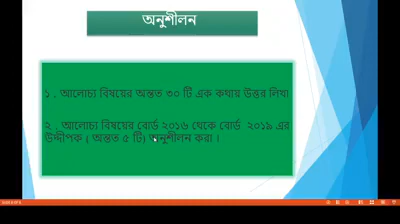 অনুশীলন
১ . আলোচ্য বিষয়ের অন্তত ৩০ টি এক কথায় উত্তর লিখা
২ . আলোচ্য বিষয়ের বোর্ড ২০১৬ থেকে বোর্ড ২০১৯ এর
উদ্দীপক ( অন্তত ৫ টি) অনুশীলন করা ।